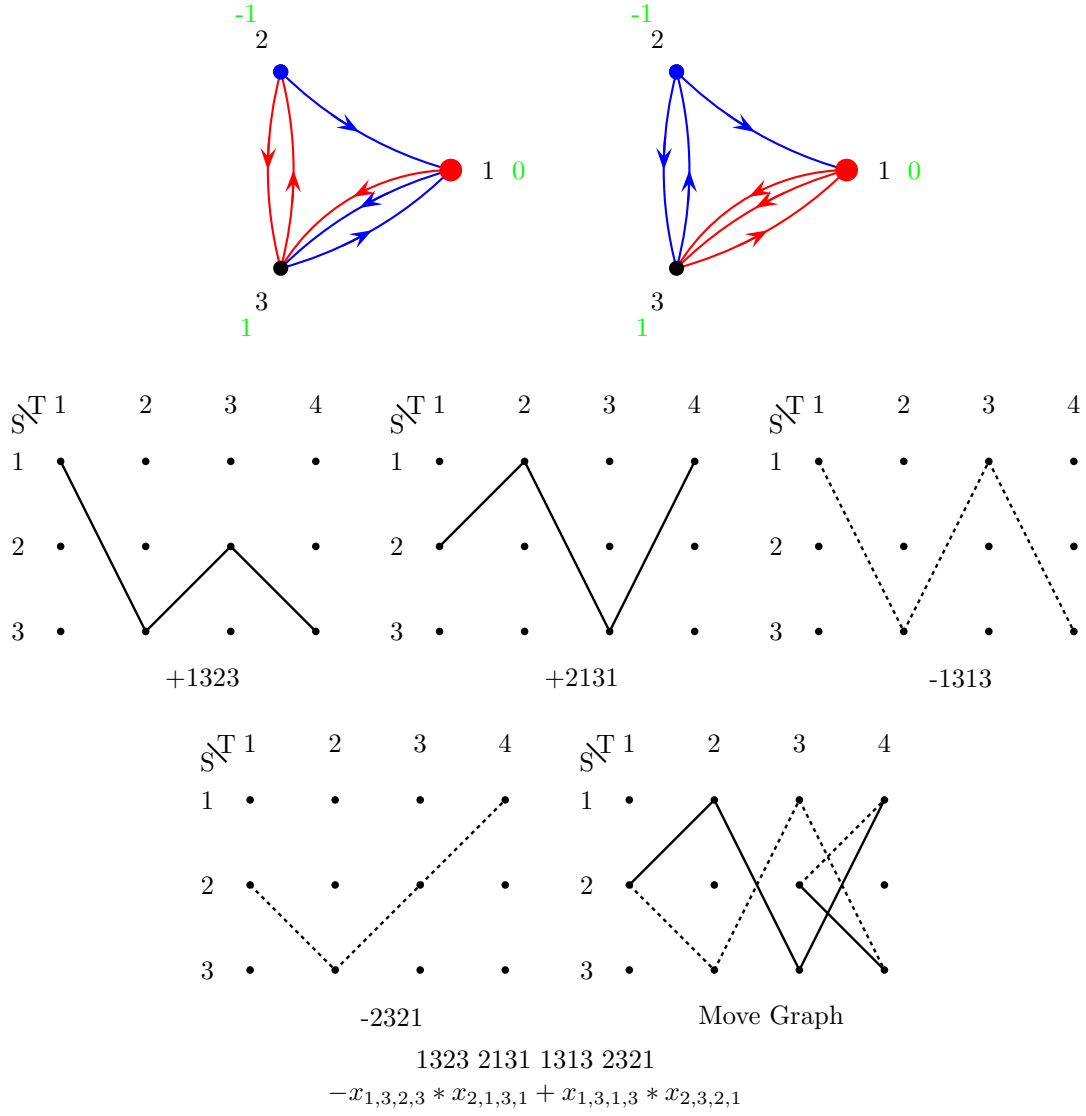 -1 -1
2 2
1 0 1 0
3 3
1 1
S\T 1 2 3 4 S\T 1 2 3 4 S\T 1 2 3 4
1 1 1
2 2 2
3 3 3
+1323 +2131 -1313
S\T 1 2 3 4 S\T 1 2 3 4
1 1
2 2
3 3
-2321 Move Graph
1323 2131 1313 2321
$-x_{1,3,2,3} * x_{2,1,3,1} + x_{1,3,1,3} * x_{2,3,2,1}$